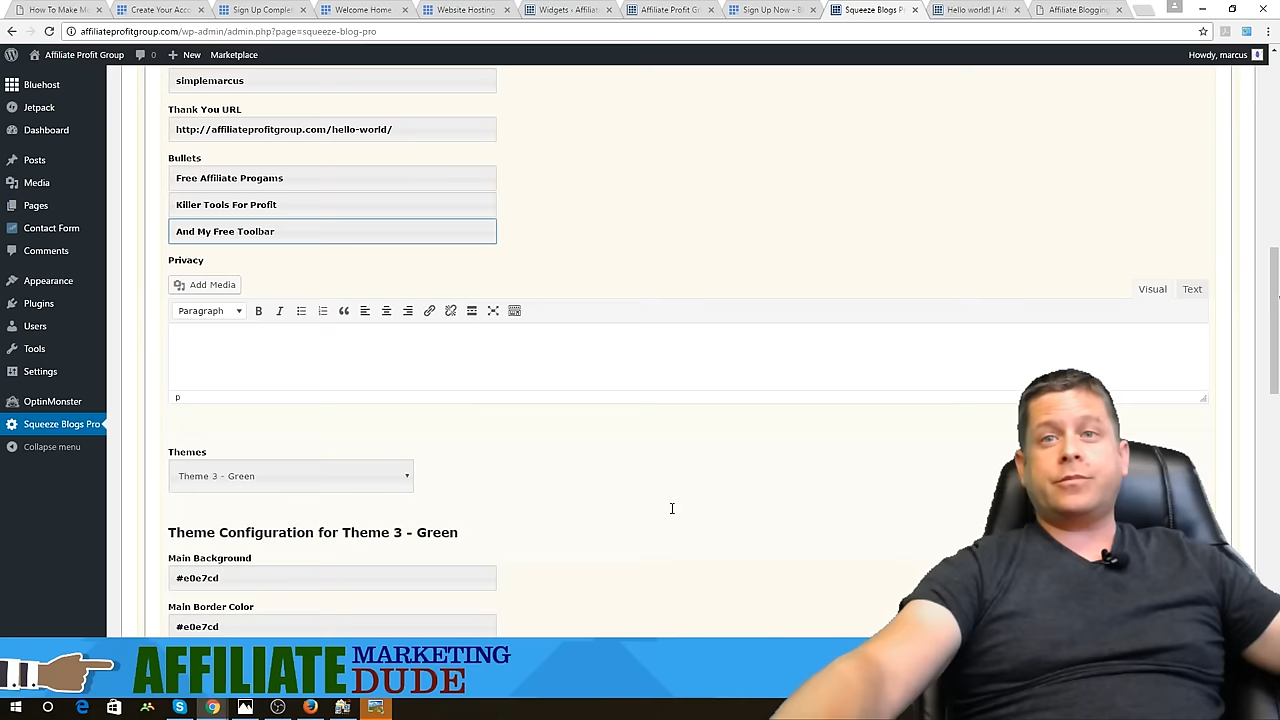 How To Make M
Create Your Acco
Sign Up Complet
Welcome Home
Website Hosting
Widgets ‹ Affiliate
Affiliate Profit Gr
Sign Up Now - Bl
Squeeze Blogs P
Hello world! | Aff
Affiliate Blogging
affiliateprofitgroup.com/wp-admin/admin.php?page=squeeze-blog-pro
Affiliate Profit Group 0 + New Marketplace Howdy, marcus
Bluehost
Jetpack
Dashboard
Posts
Media
Pages
Contact Form
Comments
Appearance
Plugins
Users
Tools
Settings
OptinMonster
Squeeze Blogs Pro
Collapse menu
simplemarcus
Thank You URL
http://affiliateprofitgroup.com/hello-world/
Bullets
Free Affiliate Progams
Killer Tools For Profit
And My Free Toolbar
Privacy
Add Media
Visual Text
Paragraph B I
p
Themes
Theme 3 - Green
Theme Configuration for Theme 3 - Green
Main Background
#e0e7cd
Main Border Color
#e0e7cd
AFFILIATE MARKETING
DUDE